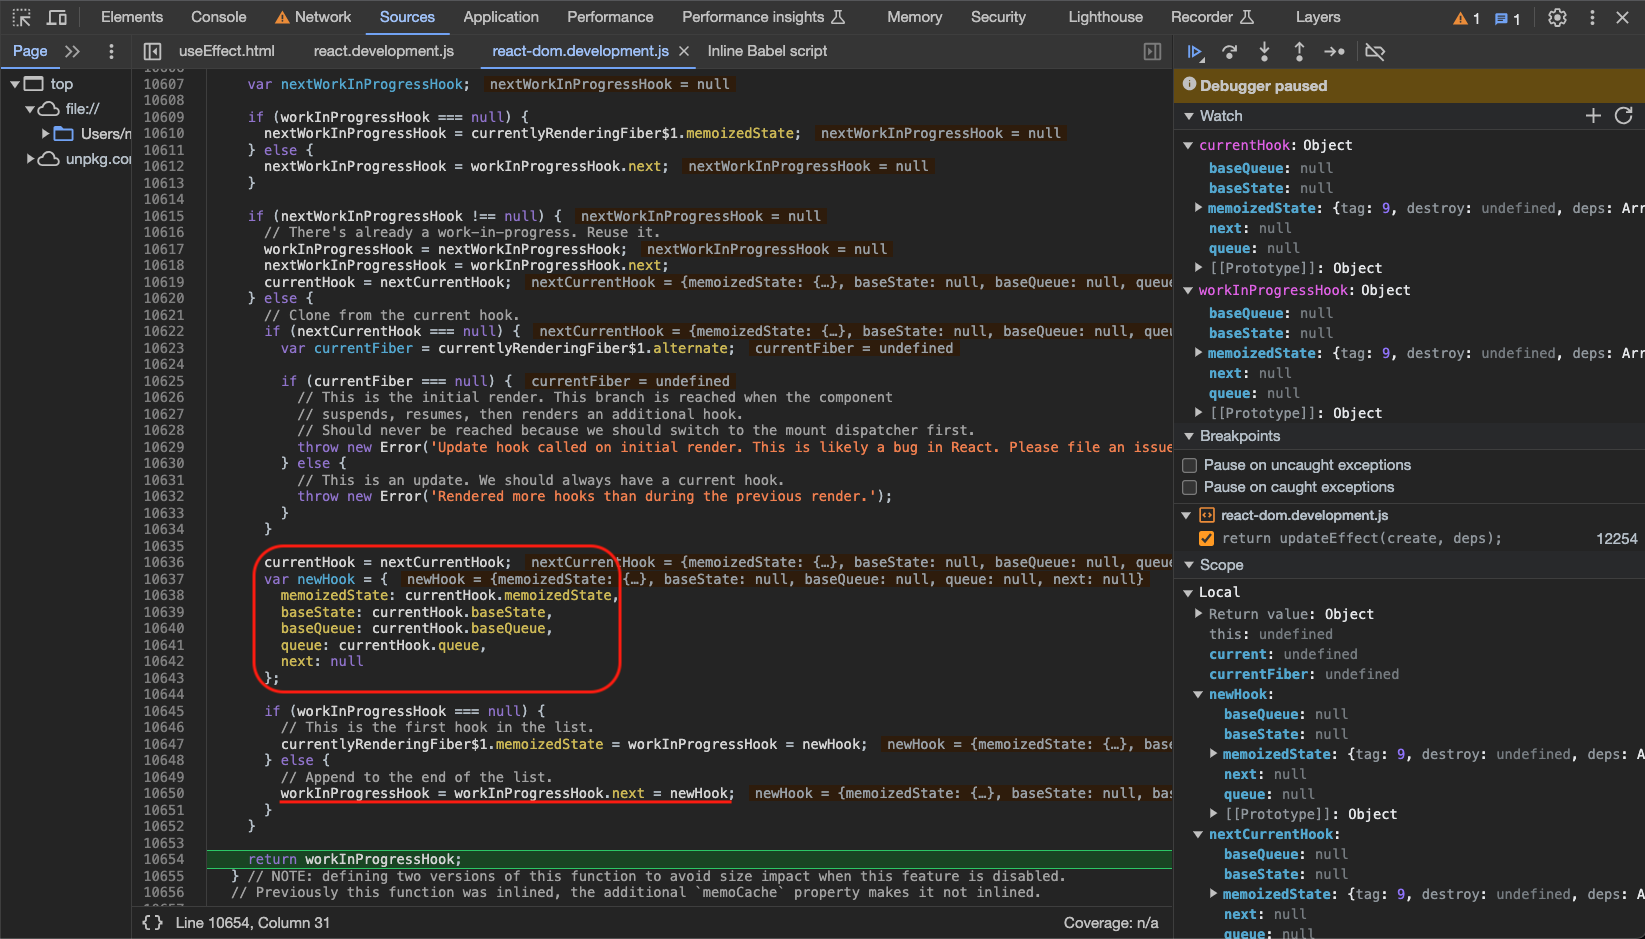 Elements Console Network Sources Application Performance Performance insights Memory Security Lighthouse Recorder Layers 1 1
Page useEffect.html react.development.js react-dom.development.js Inline Babel script
top
file://
Users/
unpkg.co
10607 var nextWorkInProgressHook; nextWorkInProgressHook = null
10608
10609 if (workInProgressHook === null) {
10610 nextWorkInProgressHook = currentlyRenderingFiber$1.memoizedState; nextWorkInProgressHook = null
10611 } else {
10612 nextWorkInProgressHook = workInProgressHook.next; nextWorkInProgressHook = null
10613 }
10614
10615 if (nextWorkInProgressHook !== null) { nextWorkInProgressHook = null
10616 // There's already a work-in-progress. Reuse it.
10617 workInProgressHook = nextWorkInProgressHook; nextWorkInProgressHook = null
10618 nextWorkInProgressHook = workInProgressHook.next;
10619 currentHook = nextCurrentHook; nextCurrentHook = {memoizedState: {…}, baseState: null, baseQueue: null, queue
10620 } else {
10621 // Clone from the current hook.
10622 if (nextCurrentHook === null) { nextCurrentHook = {memoizedState: {…}, baseState: null, baseQueue: null, que
10623 var currentFiber = currentlyRenderingFiber$1.alternate; currentFiber = undefined
10624
10625 if (currentFiber === null) { currentFiber = undefined
10626 // This is the initial render. This branch is reached when the component
10627 // suspends, resumes, then renders an additional hook.
10628 // Should never be reached because we should switch to the mount dispatcher first.
10629 throw new Error('Update hook called on initial render. This is likely a bug in React. Please file an issue
10630 } else {
10631 // This is an update. We should always have a current hook.
10632 throw new Error('Rendered more hooks than during the previous render.');
10633 }
10634 }
10635
10636 currentHook = nextCurrentHook; nextCurrentHook = {memoizedState: {…}, baseState: null, baseQueue: null, queue
10637 var newHook = { newHook = {memoizedState: {…}, baseState: null, baseQueue: null, queue: null, next: null}
10638 memoizedState: currentHook.memoizedState,
10639 baseState: currentHook.baseState,
10640 baseQueue: currentHook.baseQueue,
10641 queue: currentHook.queue,
10642 next: null
10643 };
10644
10645 if (workInProgressHook === null) {
10646 // This is the first hook in the list.
10647 currentlyRenderingFiber$1.memoizedState = workInProgressHook = newHook; newHook = {memoizedState: {…}, bas
10648 } else {
10649 // Append to the end of the list.
10650 workInProgressHook = workInProgressHook.next = newHook; newHook = {memoizedState: {…}, baseState: null, bas
10651 }
10652 }
10653
10654 return workInProgressHook;
10655 } // NOTE: defining two versions of this function to avoid size impact when this feature is disabled.
10656 // Previously this function was inlined, the additional `memoCache` property makes it not inlined.
{} Line 10654, Column 31 Coverage: n/a
Debugger paused
Watch
currentHook: Object
baseQueue: null
baseState: null
memoizedState: {tag: 9, destroy: undefined, deps: Arr
next: null
queue: null
[[Prototype]]: Object
workInProgressHook: Object
baseQueue: null
baseState: null
memoizedState: {tag: 9, destroy: undefined, deps: Arr
next: null
queue: null
[[Prototype]]: Object
Breakpoints
Pause on uncaught exceptions
Pause on caught exceptions
react-dom.development.js
return updateEffect(create, deps); 12254
Scope
Local
Return value: Object
this: undefined
current: undefined
currentFiber: undefined
newHook:
baseQueue: null
baseState: null
memoizedState: {tag: 9, destroy: undefined, deps: A
next: null
queue: null
[[Prototype]]: Object
nextCurrentHook:
baseQueue: null
baseState: null
memoizedState: {tag: 9, destroy: undefined, deps: A
next: null
queue: null